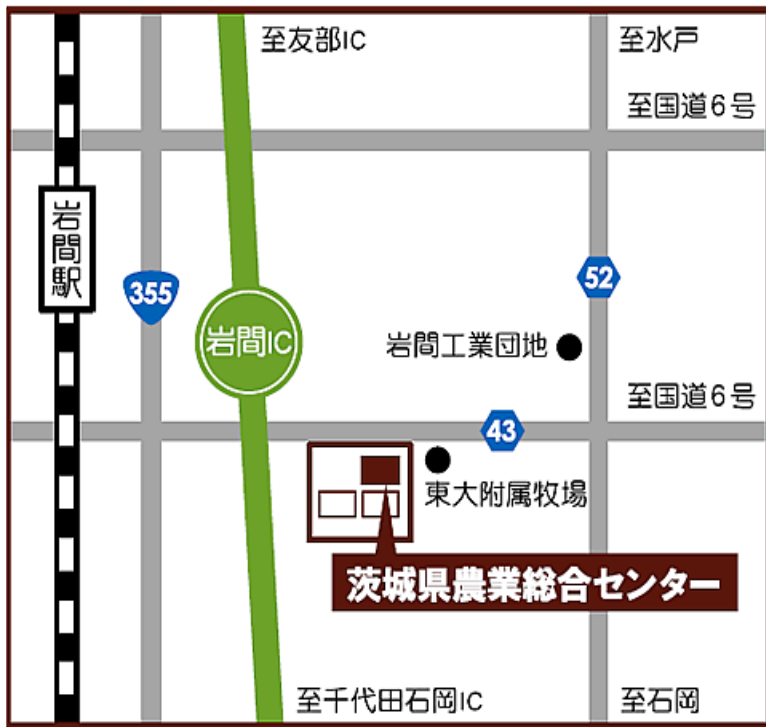 至友部IC
至水戸
至国道6号
岩間駅
52
355
岩間IC
岩間工業団地
至国道6号
43
東大附属牧場
茨城県農業総合センター
至千代田石岡IC
至石岡